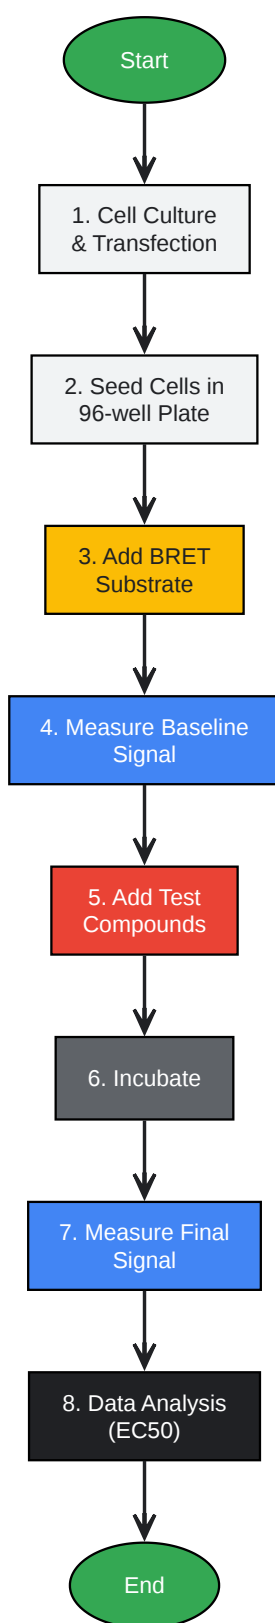 Start
1. Cell Culture
& Transfection
2. Seed Cells in
96-well Plate
3. Add BRET
Substrate
4. Measure Baseline
Signal
5. Add Test
Compounds
6. Incubate
7. Measure Final
Signal
8. Data Analysis
(EC50)
End